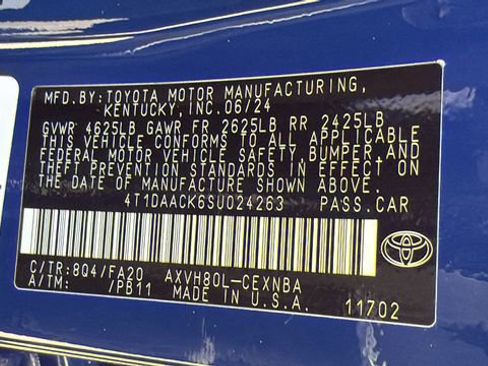 MFD.BY:TOYOTA MOTOR MANUFACTURING,
KENTUCKY,INC.06/24
GVWR 4625LB GAWR FR 2625LB RR 2425LB
THIS VEHICLE CONFORMS TO ALL APPLICABLE
FEDERAL MOTOR VEHICLE SAFETY,BUMPER,AND
THEFT PREVENTION STANDARDS IN EFFECT ON
THE DATE OF MANUFACTURE SHOWN ABOVE.
4T1DAACK6SU024263 PASS.CAR
C/TR:8Q4/FA20 AXVH80L-CEXNBA
A/TM: /PB11 MADE IN U.S.A. 11702